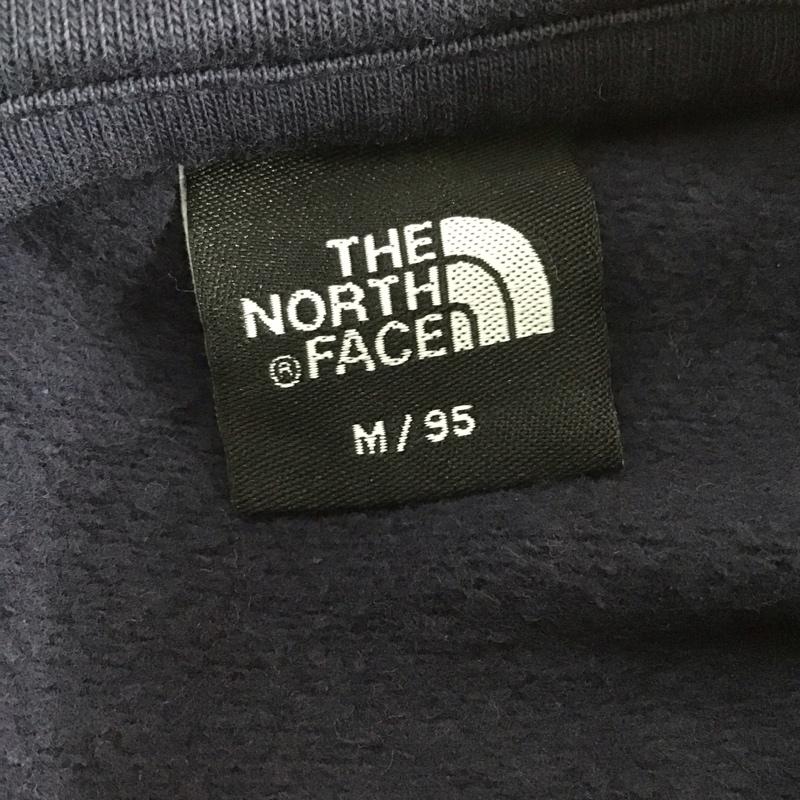 THE
NORTH
® FACE
M / 95